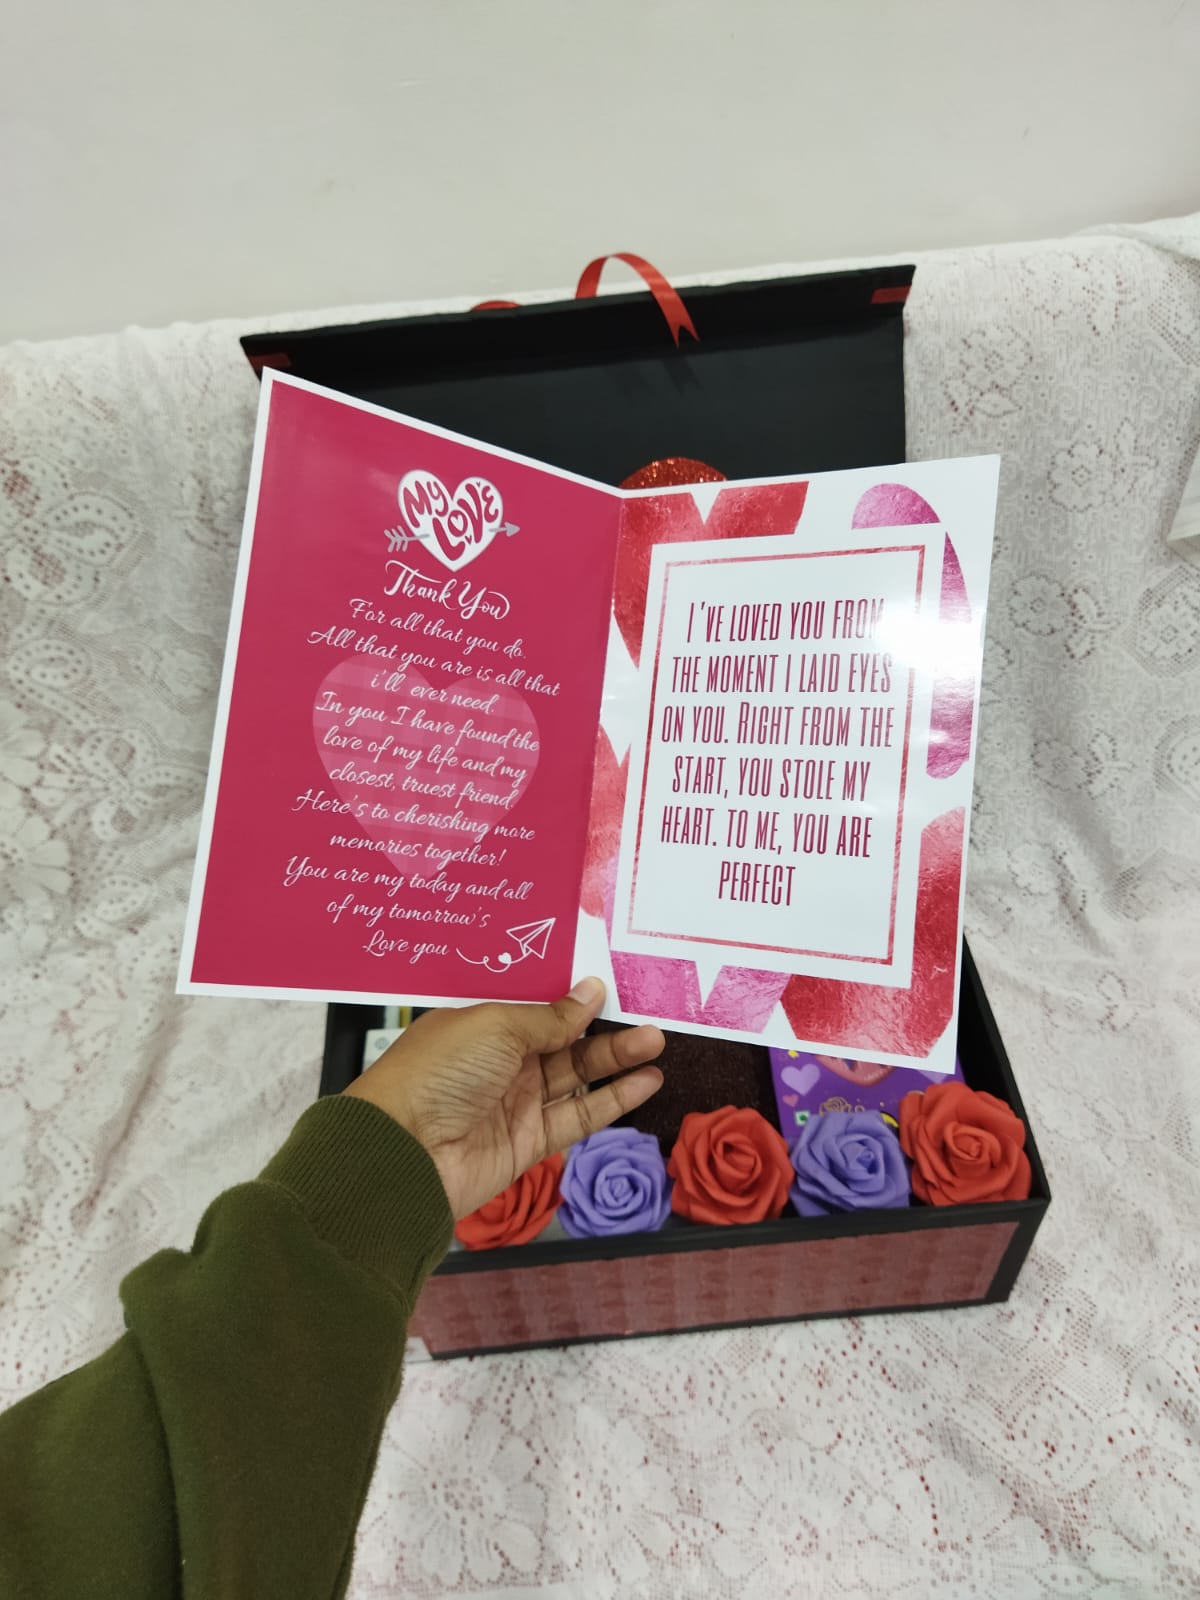 MY
LOVE
Thank You
For all that you do.
All that you are is all that
i'll ever need.
In you I have found the
love of my life and my
closest, truest friend.
Here's to cherishing more
memories together!
You are my today and all
of my tomorrow's
Love you
I 'VE LOVED YOU FROM
THE MOMENT I LAID EYES
ON YOU. RIGHT FROM THE
START, YOU STOLE MY
HEART. TO ME, YOU ARE
PERFECT